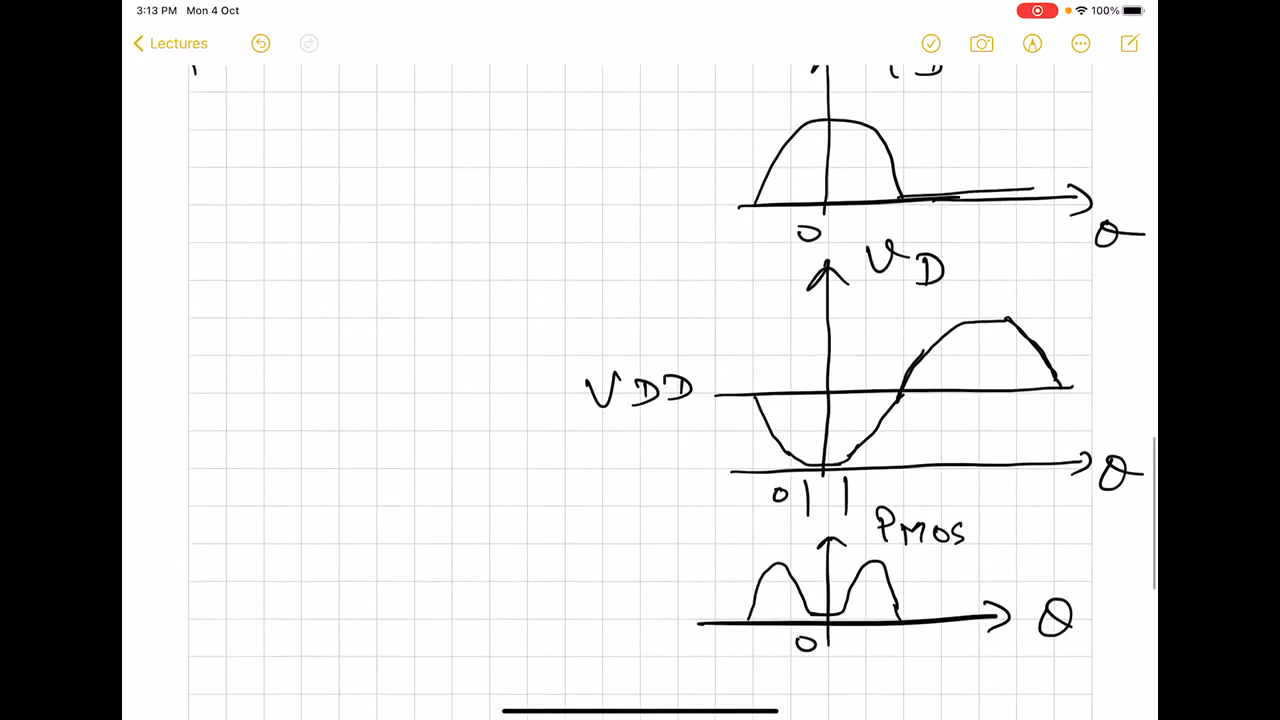 3:13 PM Mon 4 Oct
100%
Lectures
0
θ
VD
VDD
0
θ
PMOS
0
θ